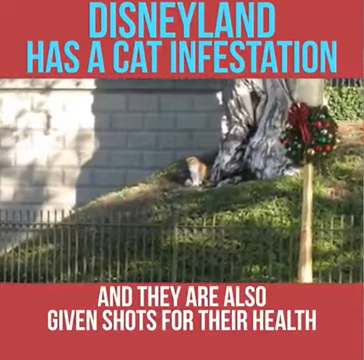 DISNEYLAND
HAS A CAT INFESTATION
AND THEY ARE ALSO
GIVEN SHOTS FOR THEIR HEALTH